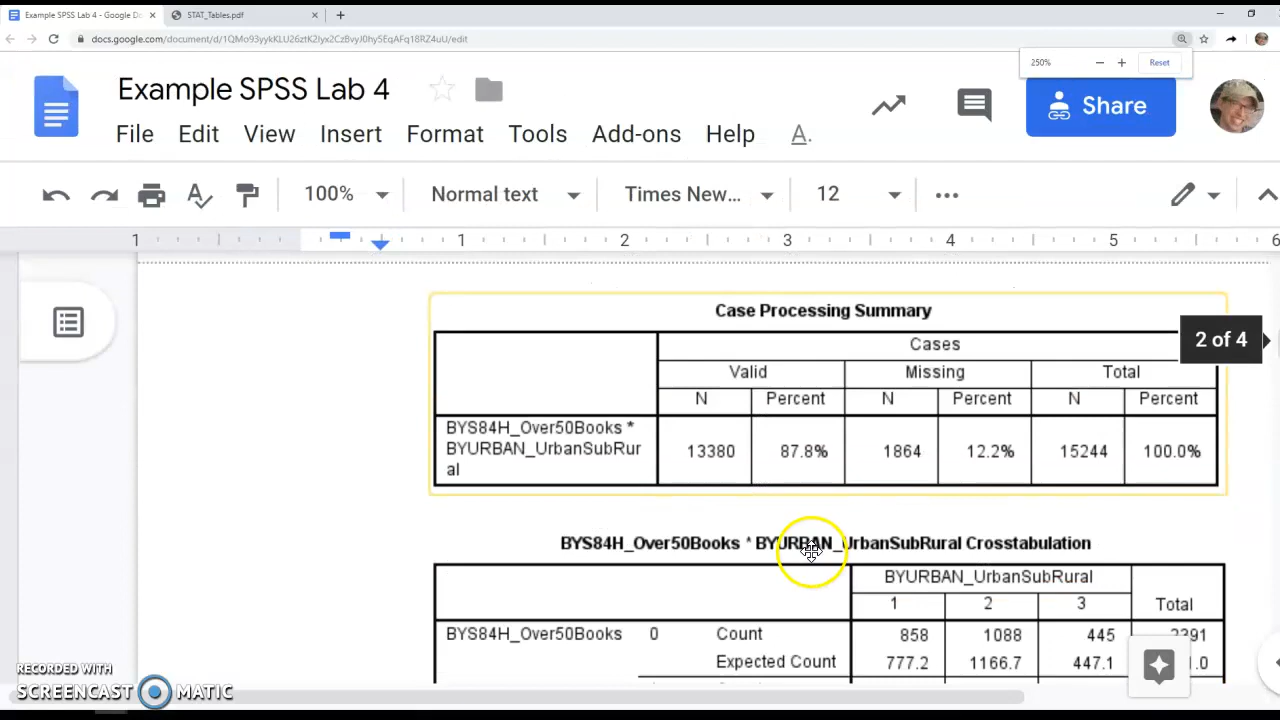 Example SPSS Lab 4 - Google Do
STAT_Tables.pdf
docs.google.com/document/d/1QMo93yykKLU26ztK2Iyx2CzBvyJ0hy5EqAFq18RZ4uU/edit
250%
Reset
Example SPSS Lab 4
Share
File Edit View Insert Format Tools Add-ons Help A.
100% Normal text Times New... 12
1 1 2 3 4 5 6
Case Processing Summary
Cases
Valid Missing Total
N Percent N Percent N Percent
BYS84H_Over50Books *
BYURBAN_UrbanSubRur
al
13380 87.8% 1864 12.2% 15244 100.0%
2 of 4
BYS84H_Over50Books * BYURBAN_UrbanSubRural Crosstabulation
BYURBAN_UrbanSubRural
1 2 3 Total
BYS84H_Over50Books 0 Count 858 1088 445 2391
Expected Count 777.2 1166.7 447.1
RECORDED WITH
SCREENCAST MATIC